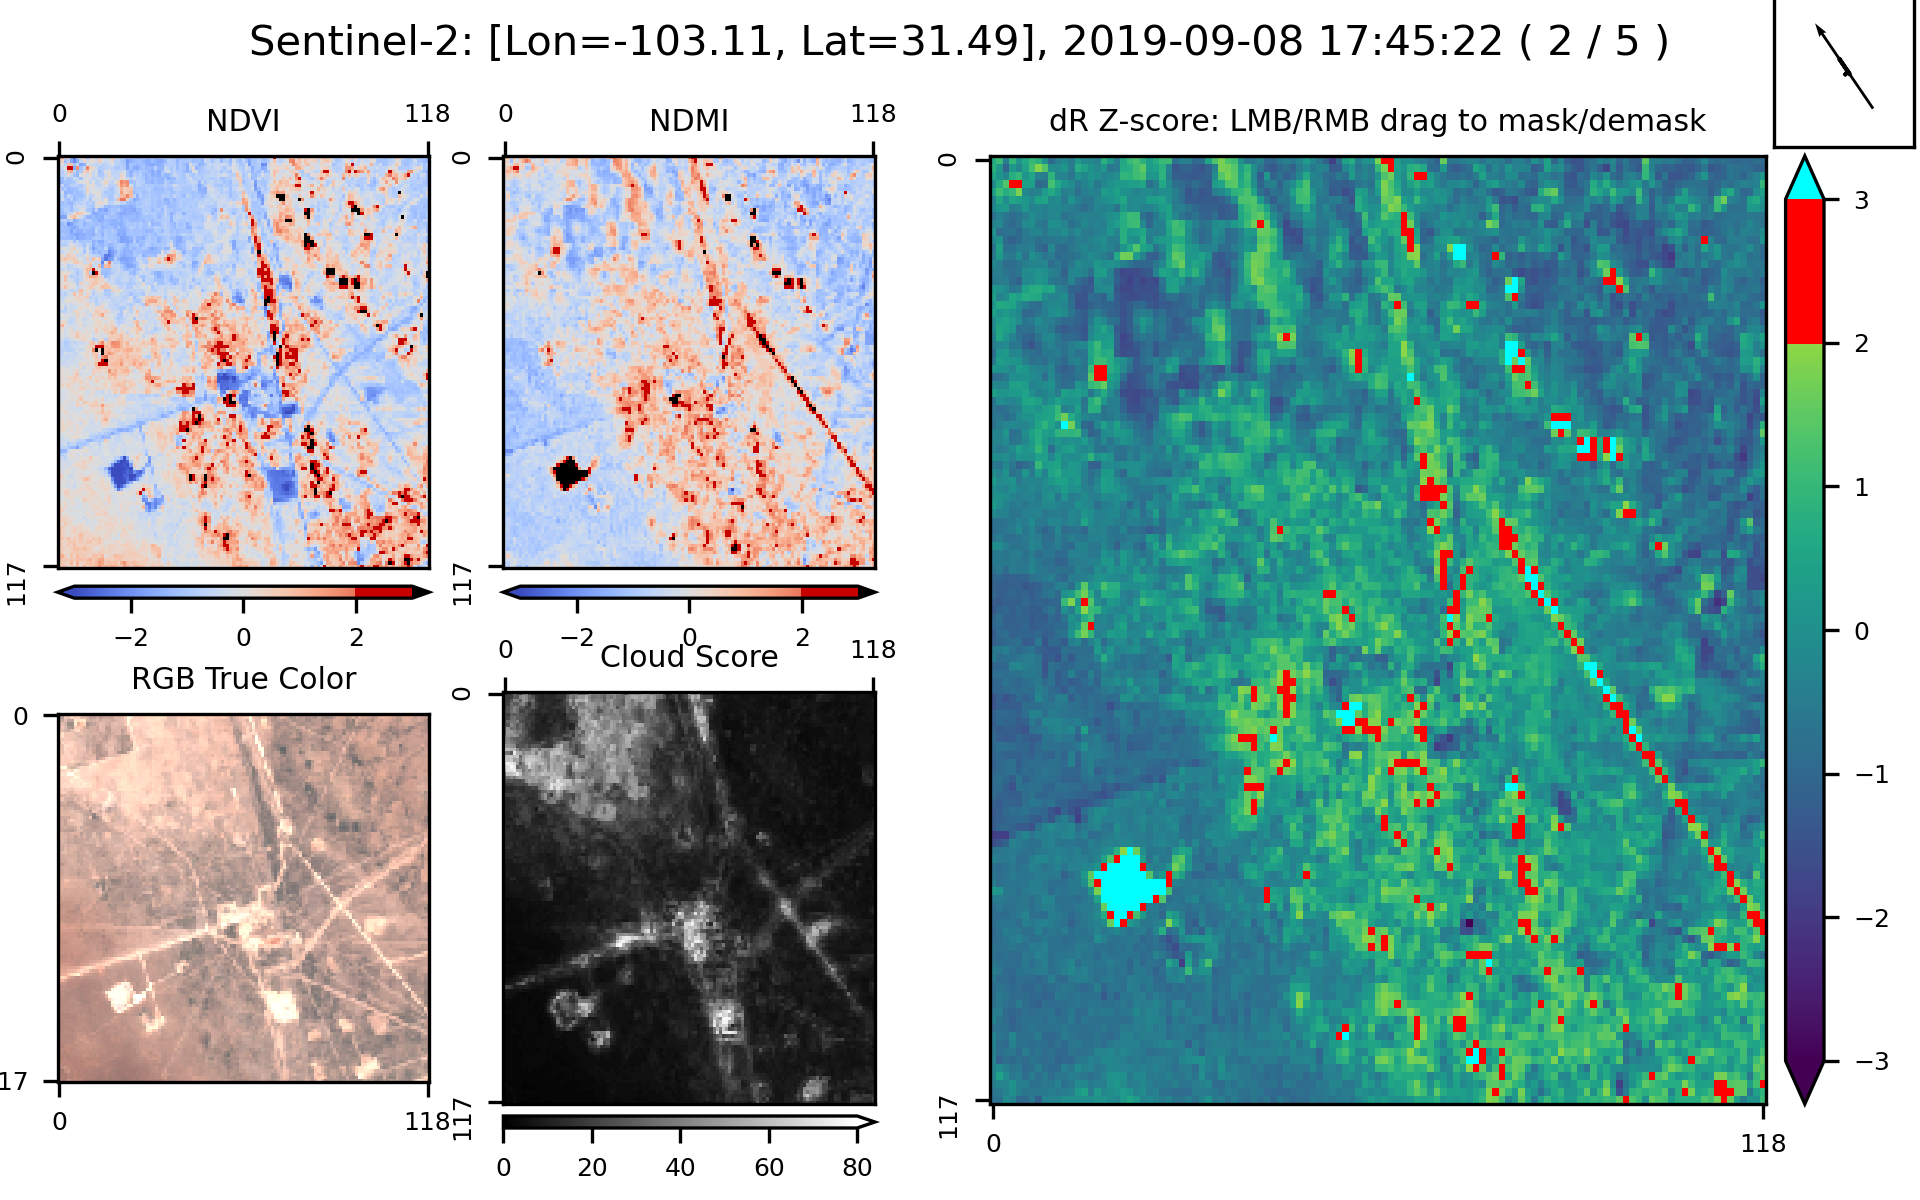 Sentinel-2: [Lon=-103.11, Lat=31.49], 2019-09-08 17:45:22 ( 2 / 5 )
0 118 0 118
NDVI NDMI dR Z-score: LMB/RMB drag to mask/demask
0 0 0
3
2
1
0
−1
−2
−3
117 117
−2 0 2 −2 0 2
0 118
RGB True Color Cloud Score
0 0
17 117 117
0 118 0 118
0 20 40 60 80